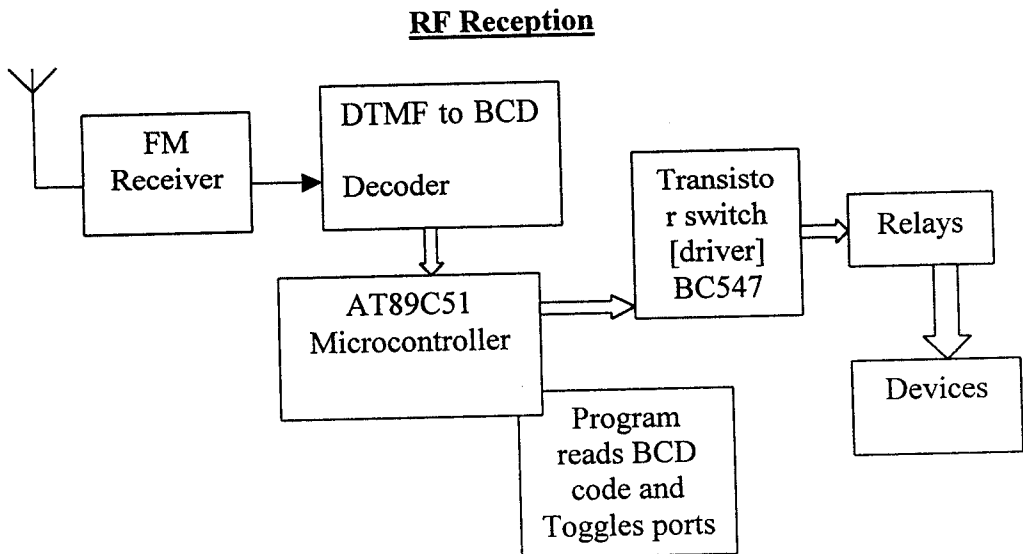 RF Reception
FM
Receiver
DTMF to BCD
Decoder
AT89C51
Microcontroller
Program
reads BCD
code and
Toggles ports
Transisto
r switch
[driver]
BC547
Relays
Devices